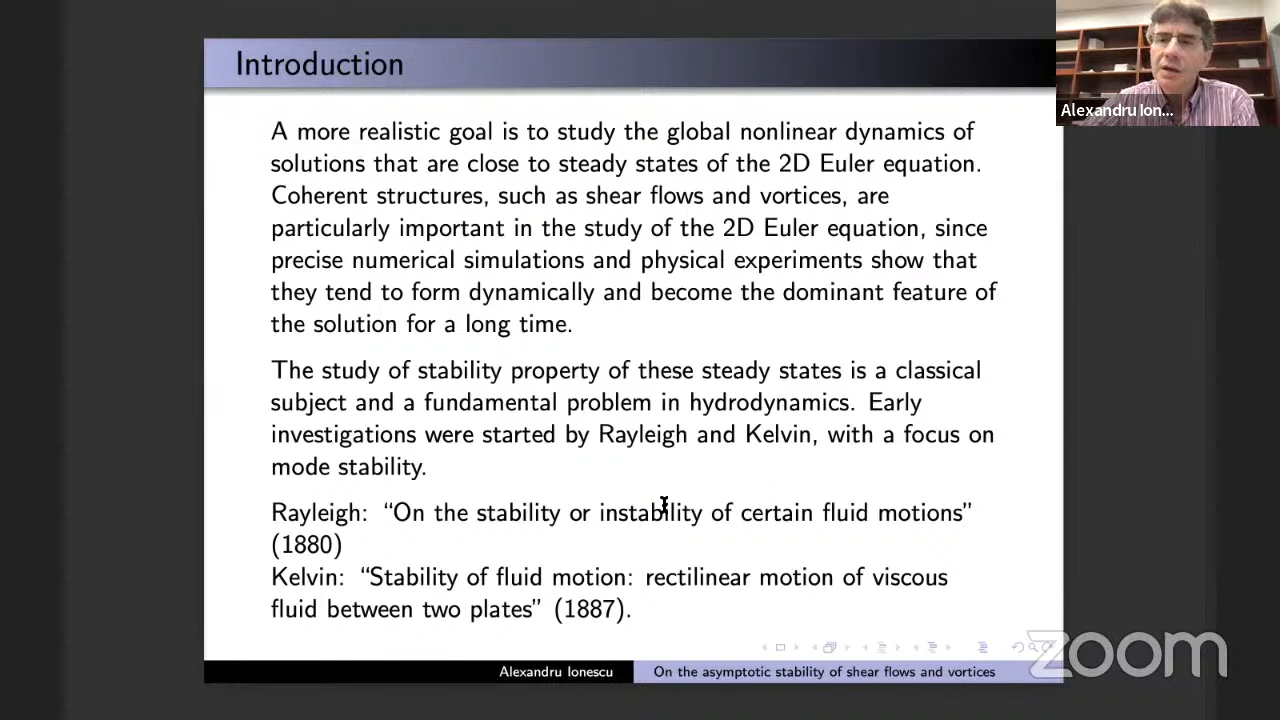 Introduction
Alexandru Ion...
A more realistic goal is to study the global nonlinear dynamics of
solutions that are close to steady states of the 2D Euler equation.
Coherent structures, such as shear flows and vortices, are
particularly important in the study of the 2D Euler equation, since
precise numerical simulations and physical experiments show that
they tend to form dynamically and become the dominant feature of
the solution for a long time.
The study of stability property of these steady states is a classical
subject and a fundamental problem in hydrodynamics. Early
investigations were started by Rayleigh and Kelvin, with a focus on
mode stability.
Rayleigh: “On the stability or instability of certain fluid motions”
(1880)
Kelvin: “Stability of fluid motion: rectilinear motion of viscous
fluid between two plates” (1887).
zoom
Alexandru Ionescu
On the asymptotic stability of shear flows and vortices